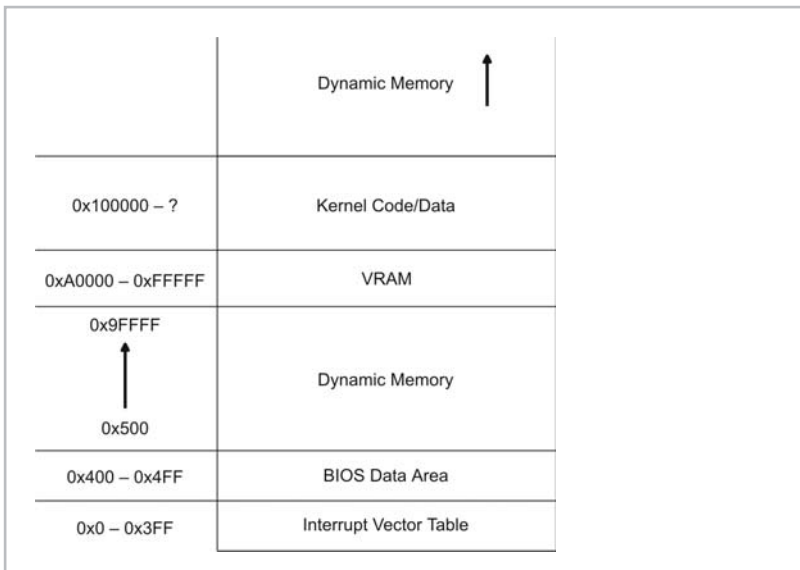 Dynamic Memory
0x100000 – ?
Kernel Code/Data
0xA0000 – 0xFFFFF
VRAM
0x9FFFF
0x500
Dynamic Memory
0x400 – 0x4FF
BIOS Data Area
0x0 – 0x3FF
Interrupt Vector Table